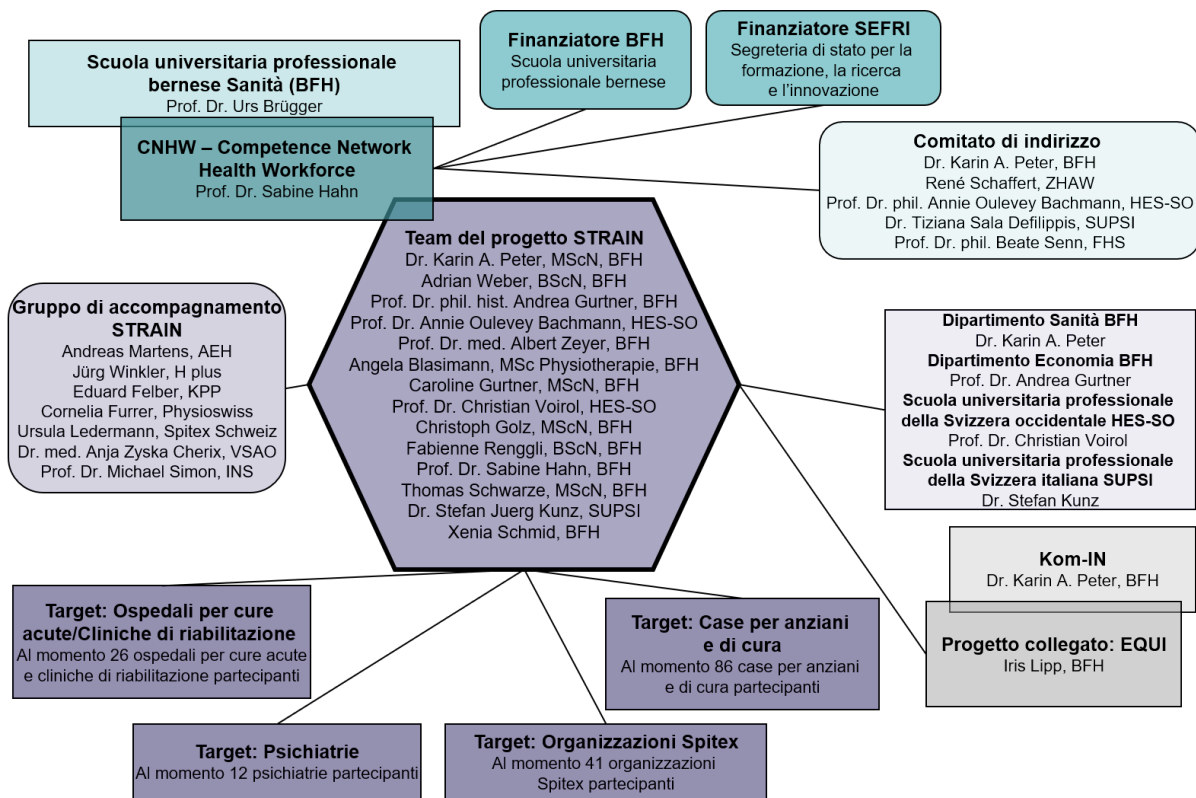 Scuola universitaria professionale
bernese Sanità (BFH)
Prof. Dr. Urs Brügger
CNHW – Competence Network
Health Workforce
Prof. Dr. Sabine Hahn
Finanziatore BFH
Scuola universitaria
professionale bernese
Finanziatore SEFRI
Segreteria di stato per la
formazione, la ricerca
e l’innovazione
Comitato di indirizzo
Dr. Karin A. Peter, BFH
René Schaffert, ZHAW
Prof. Dr. phil. Annie Oulevey Bachmann, HES-SO
Dr. Tiziana Sala Defilippis, SUPSI
Prof. Dr. phil. Beate Senn, FHS
Team del progetto STRAIN
Dr. Karin A. Peter, MScN, BFH
Adrian Weber, BScN, BFH
Prof. Dr. phil. hist. Andrea Gurtner, BFH
Prof. Dr. Annie Oulevey Bachmann, HES-SO
Prof. Dr. med. Albert Zeyer, BFH
Angela Blasimann, MSc Physiotherapie, BFH
Caroline Gurtner, MScN, BFH
Prof. Dr. Christian Voirol, HES-SO
Christoph Golz, MScN, BFH
Fabienne Renggli, BScN, BFH
Prof. Dr. Sabine Hahn, BFH
Thomas Schwarze, MScN, BFH
Dr. Stefan Juerg Kunz, SUPSI
Xenia Schmid, BFH
Gruppo di accompagnamento
STRAIN
Andreas Martens, AEH
Jürg Winkler, H plus
Eduard Felber, KPP
Cornelia Furrer, Physioswiss
Ursula Ledermann, Spitex Schweiz
Dr. med. Anja Zyska Cherix, VSAO
Prof. Dr. Michael Simon, INS
Dipartimento Sanità BFH
Dr. Karin A. Peter
Dipartimento Economia BFH
Prof. Dr. Andrea Gurtner
Scuola universitaria professionale
della Svizzera occidentale HES-SO
Prof. Dr. Christian Voirol
Scuola universitaria professionale
della Svizzera italiana SUPSI
Dr. Stefan Kunz
Kom-IN
Dr. Karin A. Peter, BFH
Progetto collegato: EQUI
Iris Lipp, BFH
Target: Ospedali per cure
acute/Cliniche di riabilitazione
Al momento 26 ospedali per cure acute
e cliniche di riabilitazione partecipanti
Target: Case per anziani
e di cura
Al momento 86 case per anziani
e di cura partecipanti
Target: Psichiatrie
Al momento 12 psichiatrie partecipanti
Target: Organizzazioni Spitex
Al momento 41 organizzazioni
Spitex partecipanti